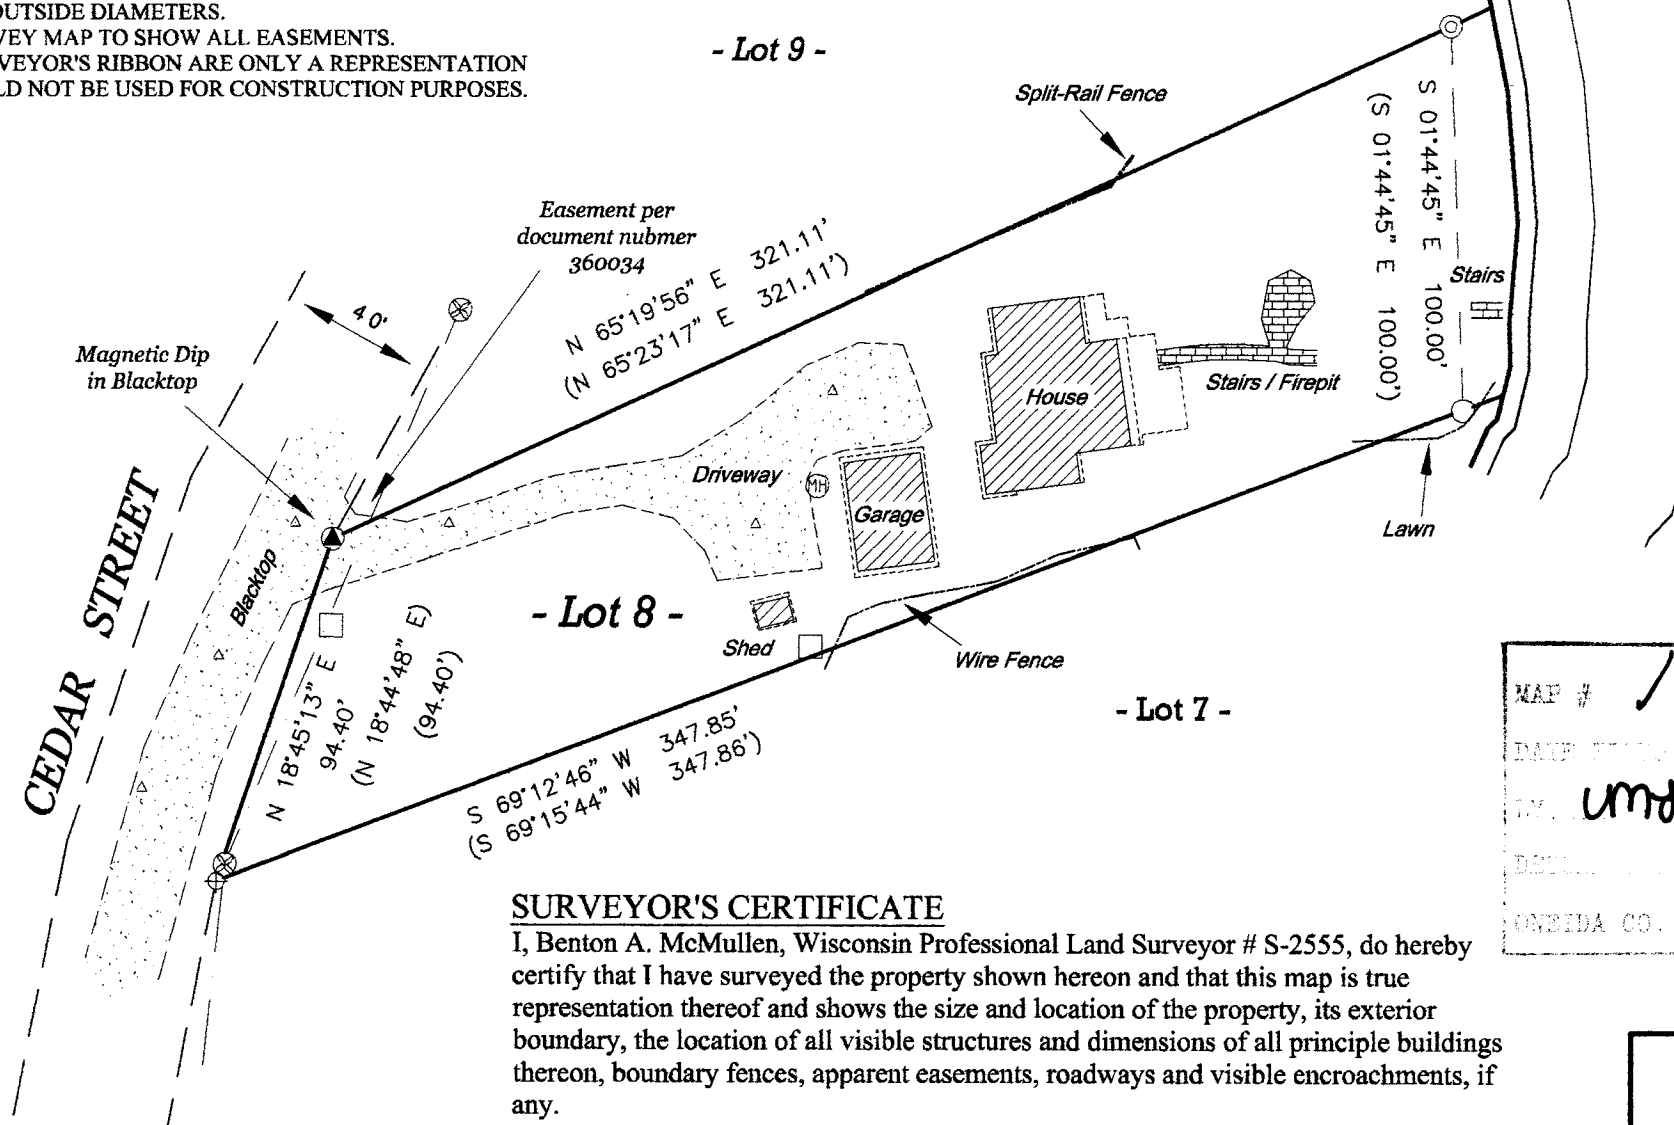 OUTSIDE DIAMETERS.
VEY MAP TO SHOW ALL EASEMENTS.
VEYOR'S RIBBON ARE ONLY A REPRESENTATION
LD NOT BE USED FOR CONSTRUCTION PURPOSES.
- Lot 9 -
Split-Rail Fence
S 01°44'45" E 100.00'
(S 01°44'45" E 100.00')
Easement per
document nubmer
360034
N 65°19'56" E 321.11'
(N 65°23'17" E 321.11')
40'
Magnetic Dip
in Blacktop
Stairs
House
Stairs / Firepit
Driveway
MH
Garage
Lawn
CEDAR STREET
Blacktop
- Lot 8 -
Shed
Wire Fence
N 18°45'13" E
94.40'
(N 18°44'48" E)
(94.40')
- Lot 7 -
S 69°12'46" W 347.85'
(S 69°15'44" W 347.86')
MAP #
DATE
ONEIDA CO.
SURVEYOR'S CERTIFICATE
I, Benton A. McMullen, Wisconsin Professional Land Surveyor # S-2555, do hereby
certify that I have surveyed the property shown hereon and that this map is true
representation thereof and shows the size and location of the property, its exterior
boundary, the location of all visible structures and dimensions of all principle buildings
thereon, boundary fences, apparent easements, roadways and visible encroachments, if
any.